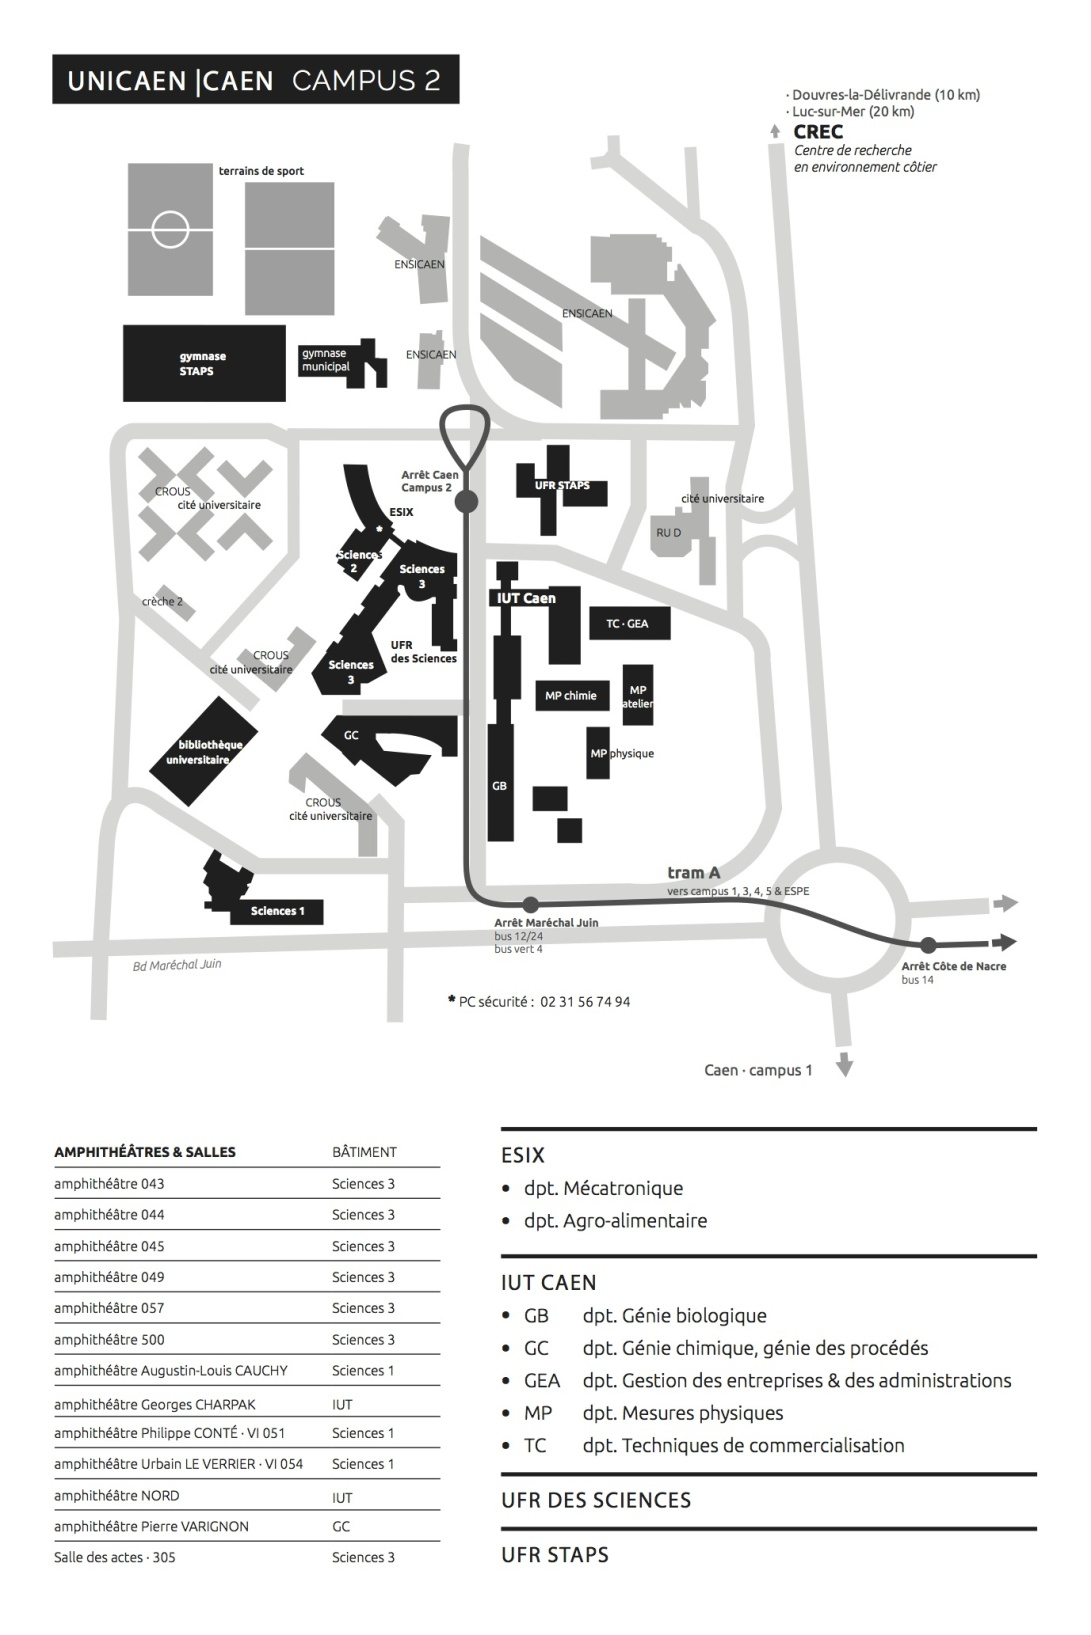 UNICAEN |CAEN CAMPUS 2
· Douvres-la-Délivrande (10 km)
· Luc-sur-Mer (20 km)
CREC
Centre de recherche
en environnement côtier
terrains de sport
ENSICAEN
ENSICAEN
gymnase
STAPS
gymnase
municipal
ENSICAEN
Arrêt Caen
Campus 2
UFR STAPS
CROUS
cité universitaire
cité universitaire
RU D
ESIX
*
Sciences
2
Sciences
3
IUT Caen
crèche 2
TC · GEA
UFR
des Sciences
CROUS
cité universitaire
Sciences
3
MP chimie
MP
atelier
GC
bibliothèque
universitaire
MP physique
GB
CROUS
cité universitaire
tram A
vers campus 1, 3, 4, 5 & ESPE
Sciences 1
Arrêt Maréchal Juin
bus 12/24
bus vert 4
Bd Maréchal Juin
Arrêt Côte de Nacre
bus 14
* PC sécurité : 02 31 56 74 94
Caen · campus 1
AMPHITHÉÂTRES & SALLES BÂTIMENT
amphithéâtre 043 Sciences 3
amphithéâtre 044 Sciences 3
amphithéâtre 045 Sciences 3
amphithéâtre 049 Sciences 3
amphithéâtre 057 Sciences 3
amphithéâtre 500 Sciences 3
amphithéâtre Augustin-Louis CAUCHY Sciences 1
amphithéâtre Georges CHARPAK IUT
amphithéâtre Philippe CONTÉ · VI 051 Sciences 1
amphithéâtre Urbain LE VERRIER · VI 054 Sciences 1
amphithéâtre NORD IUT
amphithéâtre Pierre VARIGNON GC
Salle des actes · 305 Sciences 3
ESIX
• dpt. Mécatronique
• dpt. Agro-alimentaire
IUT CAEN
• GB dpt. Génie biologique
• GC dpt. Génie chimique, génie des procédés
• GEA dpt. Gestion des entreprises & des administrations
• MP dpt. Mesures physiques
• TC dpt. Techniques de commercialisation
UFR DES SCIENCES
UFR STAPS